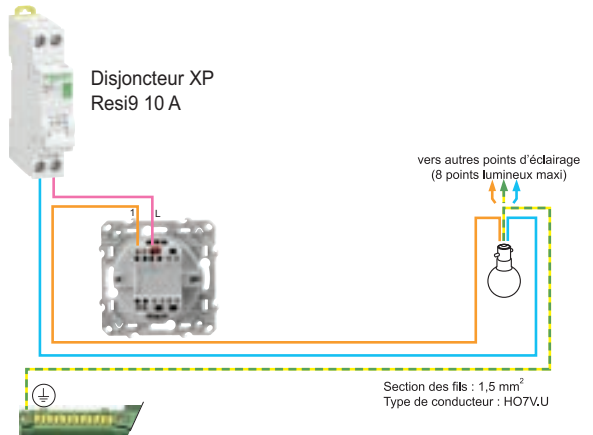 Disjoncteur XP
Resi9 10 A
vers autres points d'éclairage
(8 points lumineux maxi)
1 L
Section des fils : 1,5 mm²
Type de conducteur : HO7V.U